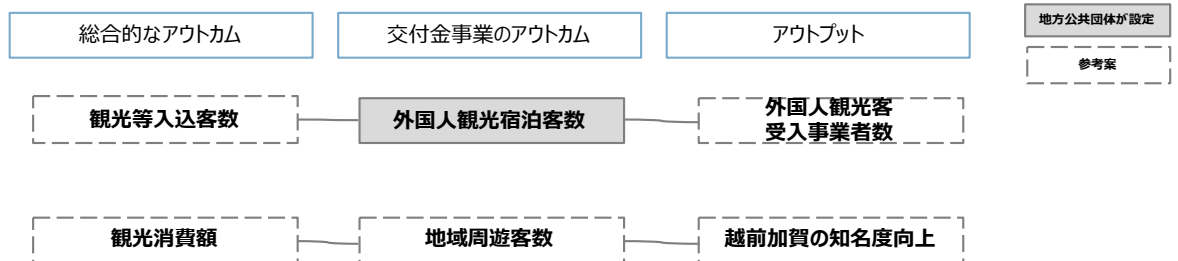 総合的なアウトカム
交付金事業のアウトカム
アウトプット
地方公共団体が設定
参考案
観光等入込客数
外国人観光宿泊客数
外国人観光客
受入事業者数
観光消費額
地域周遊客数
越前加賀の知名度向上